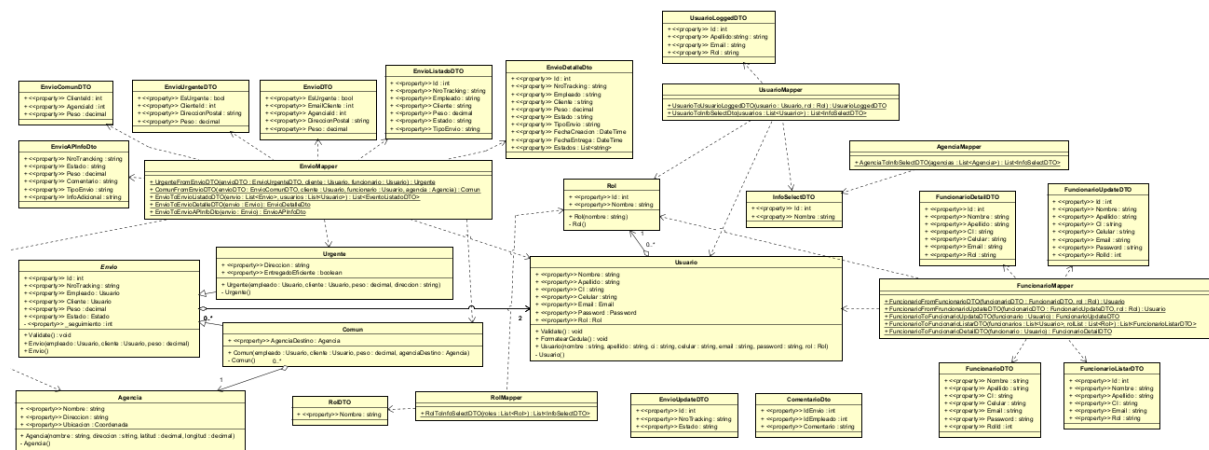 UsuarioLoggedDTO
+ <<property>> Id : int
+ <<property>> Apellido:string : string
+ <<property>> Email : string
+ <<property>> Rol : string
EnvioComunDTO
+ <<property>> ClienteId : int
+ <<property>> AgenciaId : int
+ <<property>> Peso : decimal
EnvioUrgenteDTO
+ <<property>> EsUrgente : bool
+ <<property>> ClienteId : int
+ <<property>> DireccionPostal : string
+ <<property>> Peso : decimal
EnvioDTO
+ <<property>> EsUrgente : bool
+ <<property>> EmailCliente : string
+ <<property>> AgenciaId : int
+ <<property>> DireccionPostal : string
+ <<property>> Peso : decimal
EnvioListadoDTO
+ <<property>> Id : int
+ <<property>> NroTracking : string
+ <<property>> Empleado : string
+ <<property>> Cliente : string
+ <<property>> Peso : decimal
+ <<property>> Estado : string
+ <<property>> TipoEnvio : string
EnvioDetalleDto
+ <<property>> Id : int
+ <<property>> NroTracking : string
+ <<property>> Empleado : string
+ <<property>> Cliente : string
+ <<property>> Peso : decimal
+ <<property>> Estado : string
+ <<property>> TipoEnvio : string
+ <<property>> FechaCreacion : DateTime
+ <<property>> FechaEntrega : DateTime
+ <<property>> Estados : List<string>
UsuarioMapper
+ UsuarioToUsuarioLoggedDTO(usuario : Usuario, rol : Rol) : UsuarioLoggedDTO
+ UsuarioToInfoSelectDto(usuarios : List<Usuario>) : List<InfoSelectDTO>
EnvioAPInfoDto
+ <<property>> NroTrancking : string
+ <<property>> Estado : string
+ <<property>> Peso : decimal
+ <<property>> Comentario : string
+ <<property>> TipoEnvio : string
+ <<property>> InfoAdicional : string
EnvioMapper
+ UrgenteFromEnvioDTO(envioDTO : EnvioUrgenteDTO, cliente : Usuario, funcionario : Usuario) : Urgente
+ ComunFromEnvioDTO(envioDTO : EnvioComunDTO, cliente : Usuario, funcionario : Usuario, agencia : Agencia) : Comun
+ EnvioToEnvioListadoDTO(envio : List<Envio>, usuarios : List<Usuario>) : List<EventoListadoDTO>
+ EnvioToEnvioDetalleDTO(envio : Envio) : EnvioDetalleDto
+ EnvioToEnvioAPInfoDto(envio : Envio) : EnvioAPInfoDto
AgenciaMapper
+ AgenciaToInfoSelectDTO(agencias : List<Agencia>) : List<InfoSelectDTO>
Rol
+ <<property>> Id : int
+ <<property>> Nombre : string
+ Rol(nombre : string)
- Rol()
InfoSelectDTO
+ <<property>> Id : int
+ <<property>> Nombre : string
FuncionarioDetallDTO
+ <<property>> Id : int
+ <<property>> Nombre : string
+ <<property>> Apellido : string
+ <<property>> CI : string
+ <<property>> Celular : string
+ <<property>> Email : string
+ <<property>> Rol : string
FuncionarioUpdateDTO
+ <<property>> Id : int
+ <<property>> Nombre : string
+ <<property>> Apellido : string
+ <<property>> CI : string
+ <<property>> Celular : string
+ <<property>> Email : string
+ <<property>> Password : string
+ <<property>> RolId : int
1
0..*
Urgente
+ <<property>> Direccion : string
+ <<property>> EntregadoEficiente : boolean
+ Urgente(empleado : Usuario, cliente : Usuario, peso : decimal, direccion : string)
- Urgente()
Envio
+ <<property>> Id : int
+ <<property>> NroTracking : string
+ <<property>> Empleado : Usuario
+ <<property>> Cliente : Usuario
+ <<property>> Peso : decimal
+ <<property>> Estado : Estado
- <<property>> _seguimiento : int
+ Validate() : void
+ Envio(empleado : Usuario, cliente : Usuario, peso : decimal)
+ Envio()
0..*
2
Usuario
+ <<property>> Nombre : string
+ <<property>> Apellido : string
+ <<property>> CI : string
+ <<property>> Celular : string
+ <<property>> Email : Email
+ <<property>> Password : Password
+ <<property>> Rol : Rol
+ Validate() : void
+ FormatearCedula() : void
+ Usuario(nombre : string, apellido : string, ci : string, celular : string, email : string, password : string, rol : Rol)
- Usuario()
FuncionarioMapper
+ FuncionarioFromFuncionarioDTO(funcionarioDTO : FuncionarioDTO, rol : Rol) : Usuario
+ FuncionarioToFuncionarioUpdateDTO(funcionario : Usuario) : FuncionarioUpdateDTO
+ FuncionarioToFuncionarioListarDTO(funcionarios : List<Usuario>, rolList : List<Rol>) : List<FuncionarioListarDTO>
+ FuncionarioToFuncionarioDetallDTO(funcionario : Usuario) : FuncionarioDetallDTO
Comun
+ <<property>> AgenciaDestino : Agencia
+ Comun(empleado : Usuario, cliente : Usuario, peso : decimal, agenciaDestino : Agencia)
- Comun()
0..*
1
Agencia
+ <<property>> Nombre : string
+ <<property>> Direccion : string
+ <<property>> Ubicacion : Coordenada
+ Agencia(nombre : string, direccion : string, latitud : decimal, longitud : decimal)
- Agencia()
RolDTO
+ <<property>> Nombre : string
RolMapper
+ RolToInfoSelectDTO(roles : List<Rol>) : List<InfoSelectDTO>
EnvioUpdateDTO
+ <<property>> Id : int
+ <<property>> NroTracking : string
+ <<property>> Estado : string
ComentarioDto
+ <<property>> IdEnvio : int
+ <<property>> IdEmpleado : int
+ <<property>> Comentario : string
FuncionarioDTO
+ <<property>> Nombre : string
+ <<property>> Apellido : string
+ <<property>> CI : string
+ <<property>> Celular : string
+ <<property>> Email : string
+ <<property>> Password : string
+ <<property>> RolId : int
FuncionarioListarDTO
+ <<property>> Id : int
+ <<property>> Nombre : string
+ <<property>> Apellido : string
+ <<property>> CI : string
+ <<property>> Email : string
+ <<property>> Rol : string